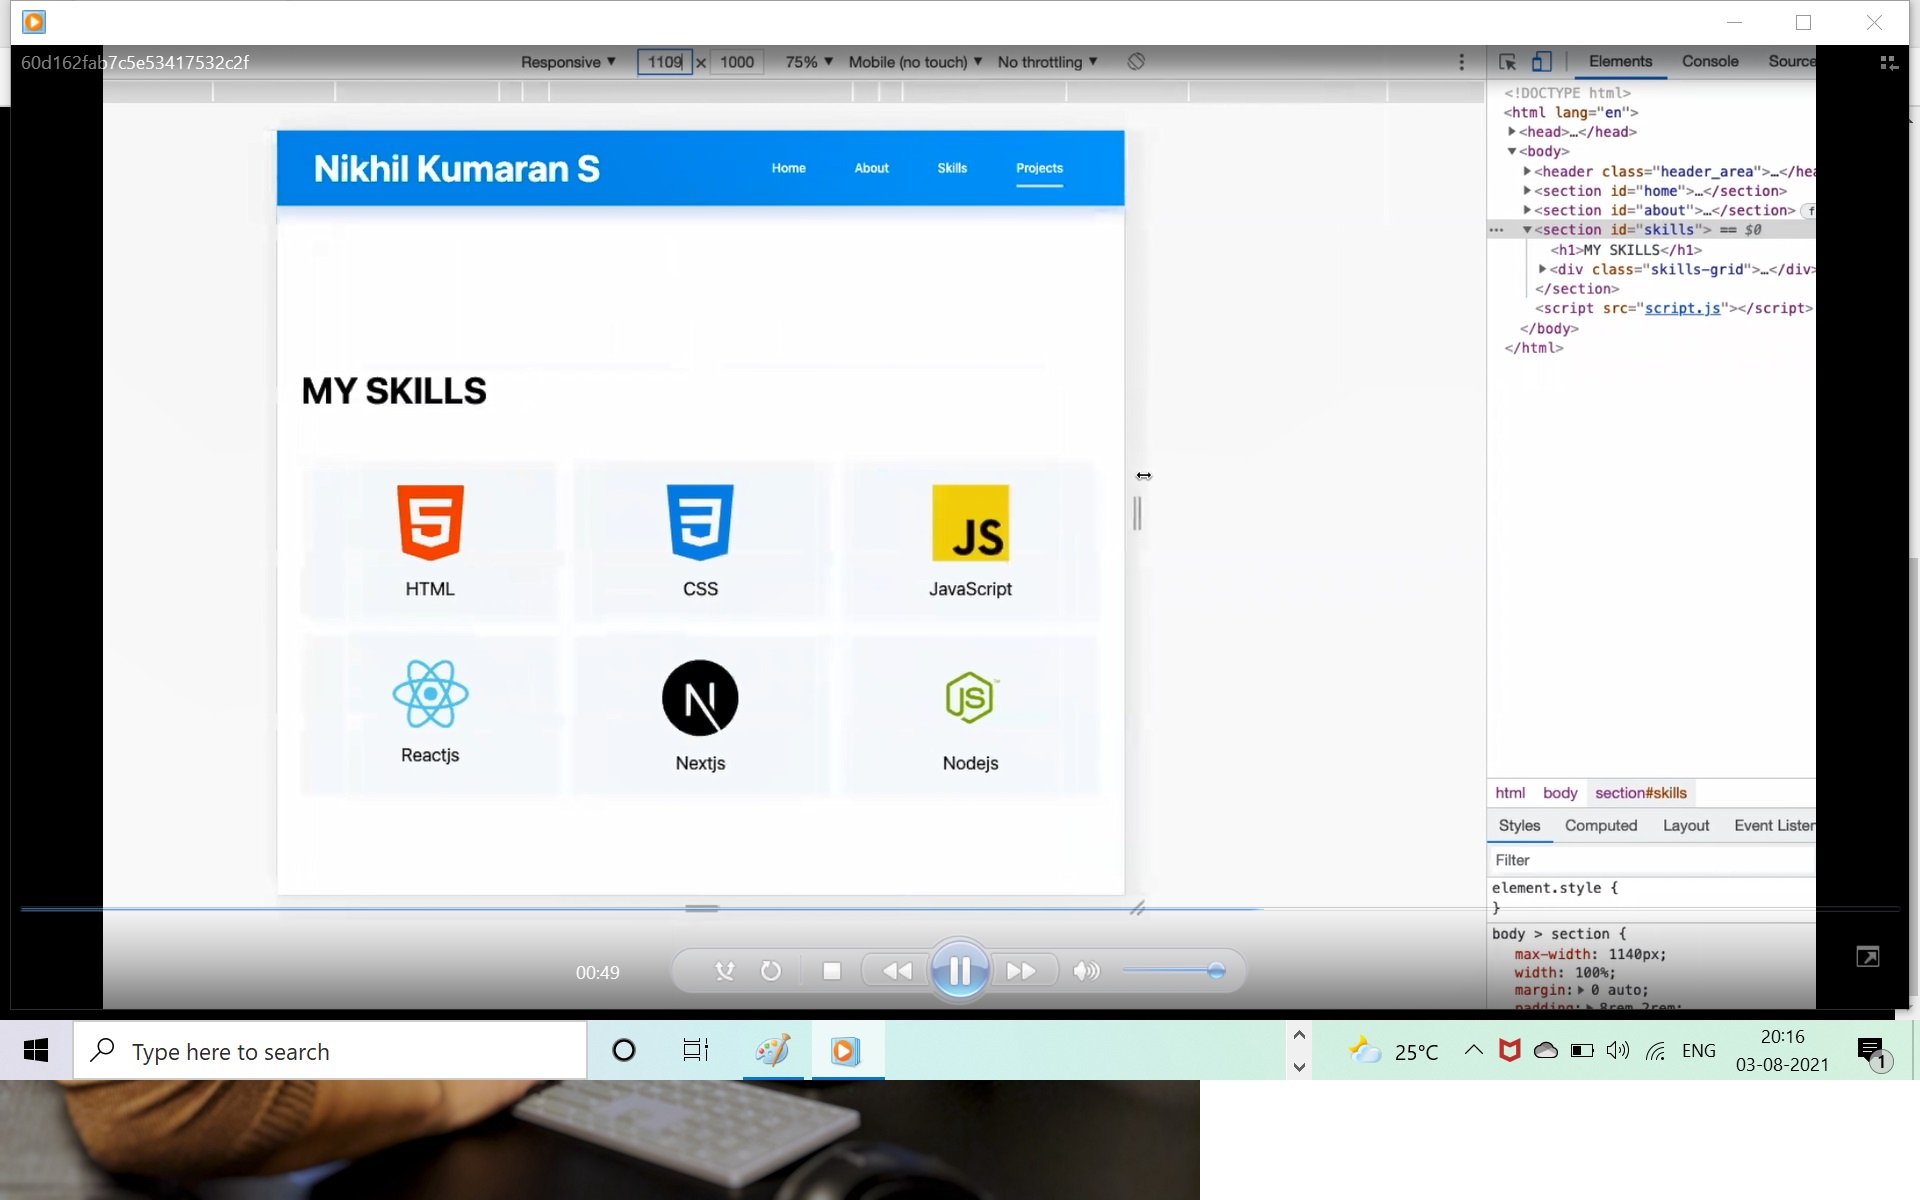 60d162fab7c5e53417532c2f
Responsive ▼ 1109 × 1000 75% ▼ Mobile (no touch) ▼ No throttling ▼
Elements Console Source
Nikhil Kumaran S
Home About Skills Projects
MY SKILLS
HTML CSS JS JavaScript
Reactjs N Nextjs JS Nodejs
<!DOCTYPE html>
<html lang="en">
▶<head>…</head>
▼<body>
▶<header class="header_area">…</hea
▶<section id="home">…</section>
▶<section id="about">…</section> f
… ▼<section id="skills"> == $0
<h1>MY SKILLS</h1>
▶<div class="skills-grid">…</div>
</section>
<script src="script.js"></script>
</body>
</html>
html body section#skills
Styles Computed Layout Event Listen
Filter
element.style {
}
body > section {
max-width: 1140px;
width: 100%;
margin:▶ 0 auto;
padding:▶ 8rem 2rem;
00:49
Type here to search
25°C ENG
20:16
03-08-2021
1